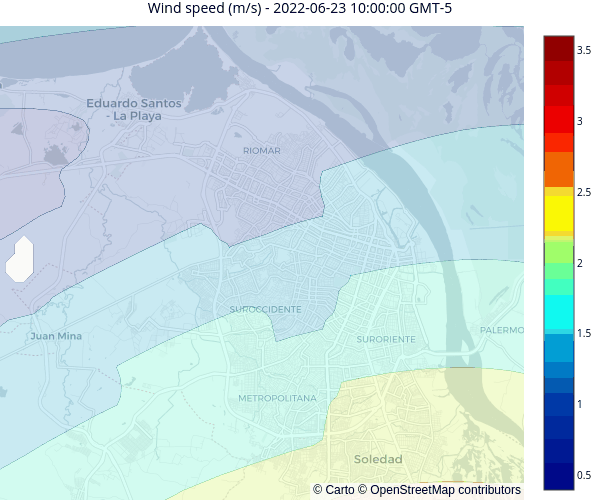 Wind speed (m/s) - 2022-06-23 10:00:00 GMT-5
3.5
3
2.5
2
1.5
1
0.5
Eduardo Santos
- La Playa
RIOMAR
SUROCCIDENTE
Juan Mina
SURORIENTE
PALERMO
METROPOLITANA
Soledad
© Carto © OpenStreetMap contributors